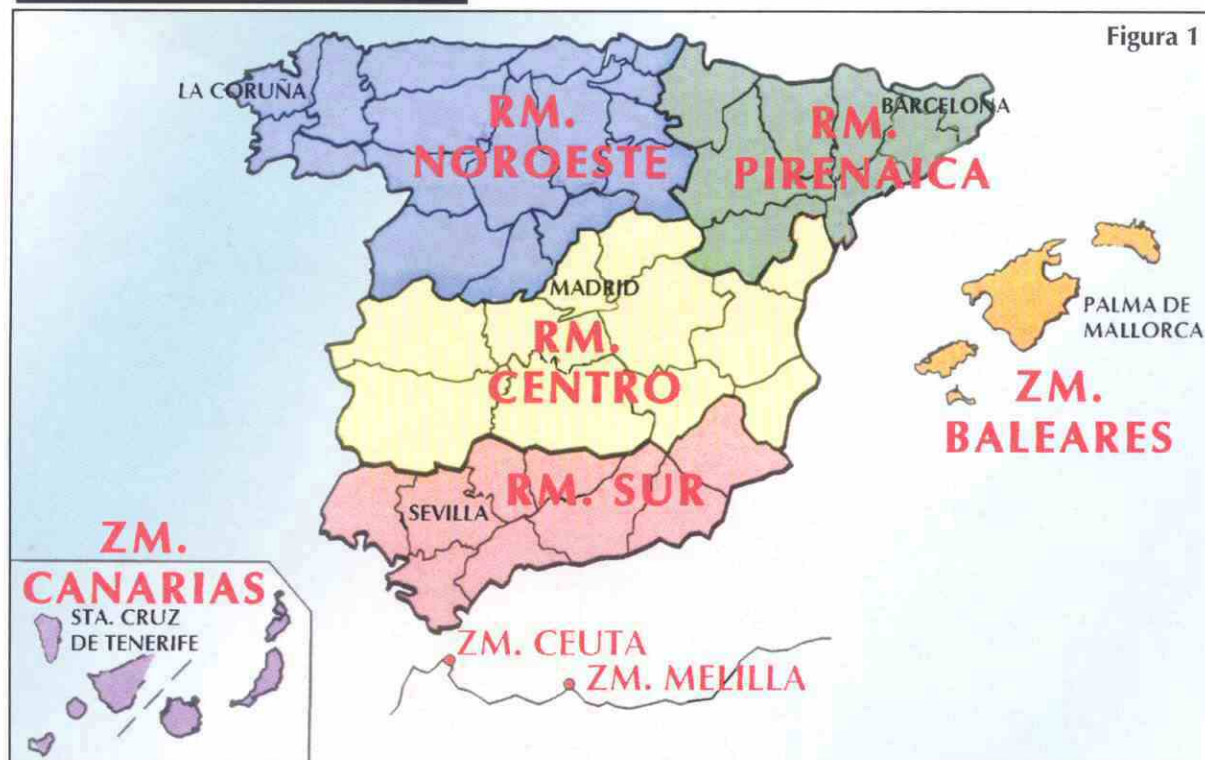 Figura 1
LA CORUÑA
RM.
NOROESTE
BARCELONA
RM.
PIRENAICA
MADRID
RM.
CENTRO
PALMA DE
MALLORCA
ZM.
BALEARES
RM. SUR
SEVILLA
ZM.
CANARIAS
STA. CRUZ
DE TENERIFE
ZM. CEUTA
ZM. MELILLA